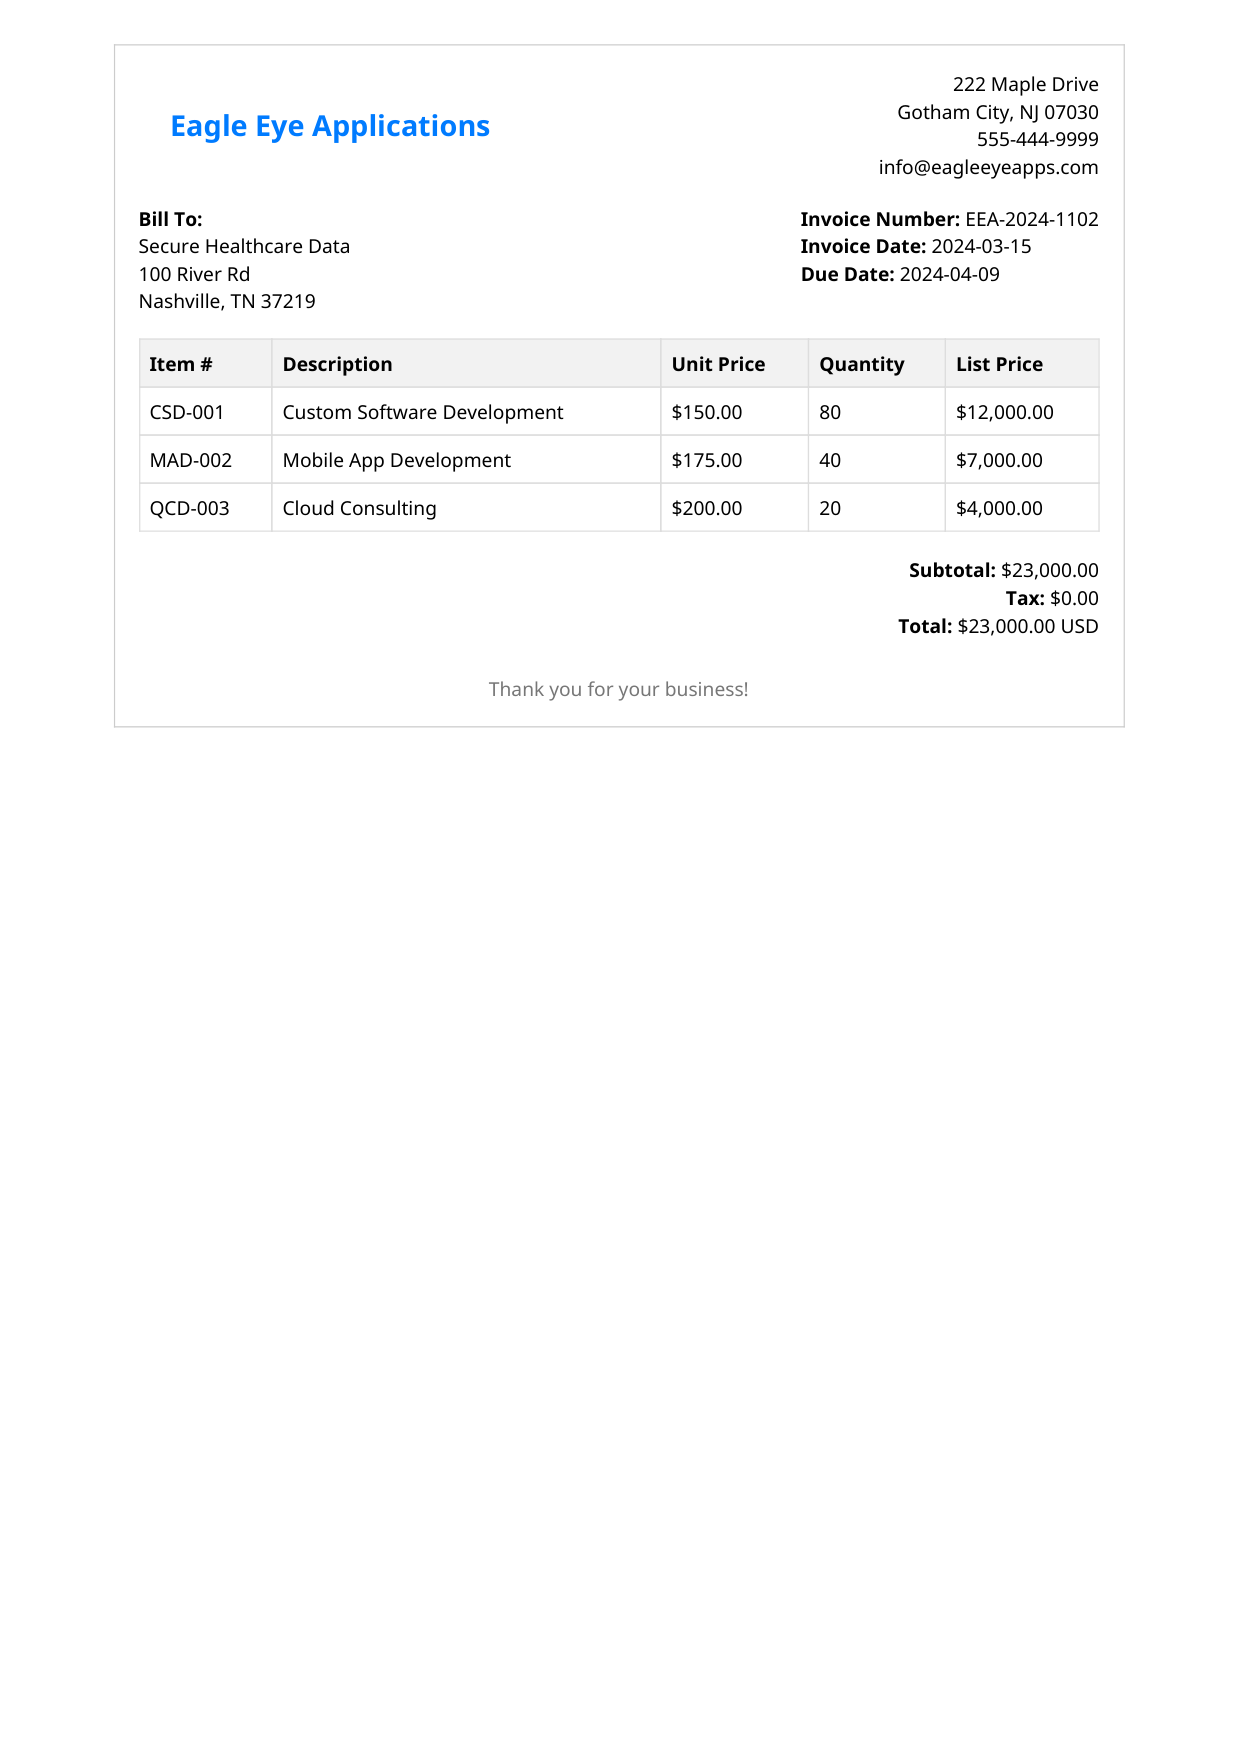 Eagle Eye Applications
222 Maple Drive
Gotham City, NJ 07030
555-444-9999
info@eagleeyeapps.com
Bill To:
Secure Healthcare Data
100 River Rd
Nashville, TN 37219
Invoice Number: EEA-2024-1102
Invoice Date: 2024-03-15
Due Date: 2024-04-09
Item # Description Unit Price Quantity List Price
CSD-001 Custom Software Development $150.00 80 $12,000.00
MAD-002 Mobile App Development $175.00 40 $7,000.00
QCD-003 Cloud Consulting $200.00 20 $4,000.00
Subtotal: $23,000.00
Tax: $0.00
Total: $23,000.00 USD
Thank you for your business!